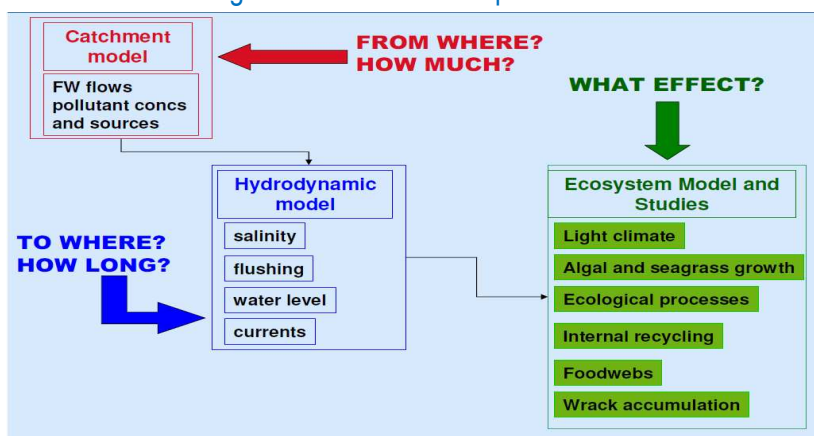 Catchment
model
FW flows
pollutant concs
and sources
FROM WHERE?
HOW MUCH?
WHAT EFFECT?
Hydrodynamic
model
salinity
flushing
water level
currents
TO WHERE?
HOW LONG?
Ecosystem Model and
Studies
Light climate
Algal and seagrass growth
Ecological processes
Internal recycling
Foodwebs
Wrack accumulation